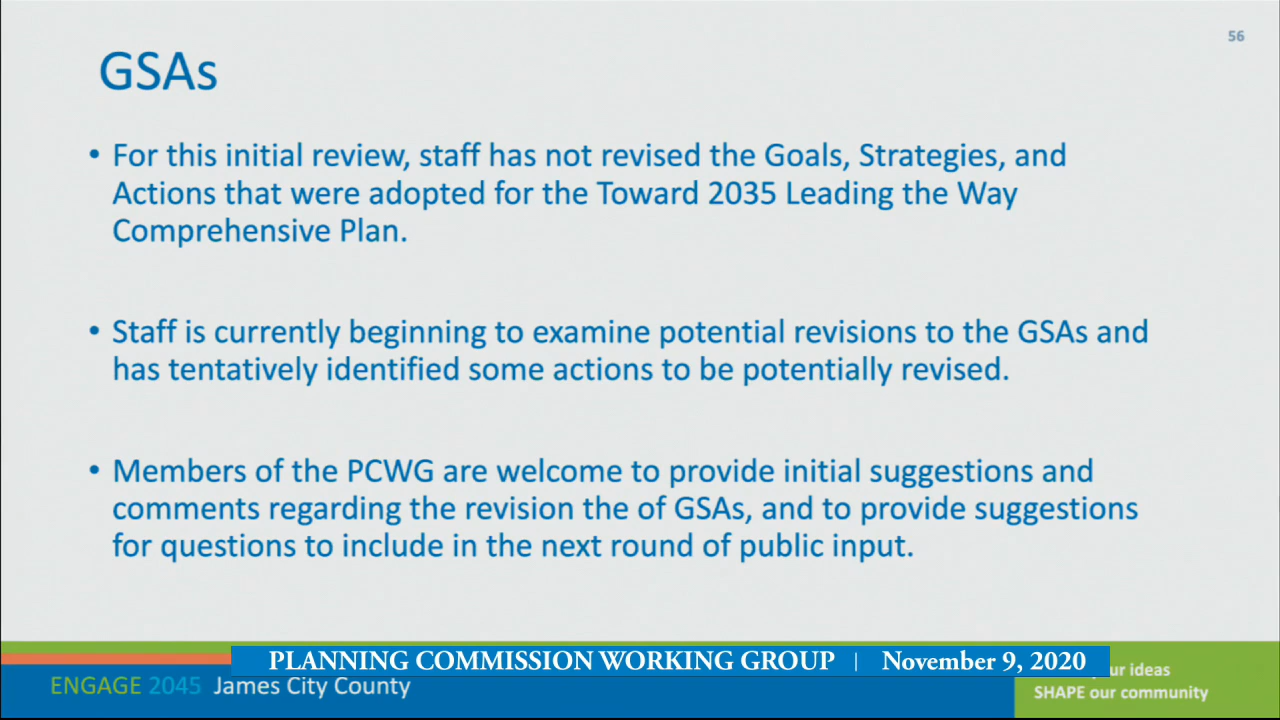 56
GSAs
• For this initial review, staff has not revised the Goals, Strategies, and
Actions that were adopted for the Toward 2035 Leading the Way
Comprehensive Plan.
• Staff is currently beginning to examine potential revisions to the GSAs and
has tentatively identified some actions to be potentially revised.
• Members of the PCWG are welcome to provide initial suggestions and
comments regarding the revision the of GSAs, and to provide suggestions
for questions to include in the next round of public input.
PLANNING COMMISSION WORKING GROUP | November 9, 2020
ENGAGE 2045 James City County
ideas
SHAPE our community